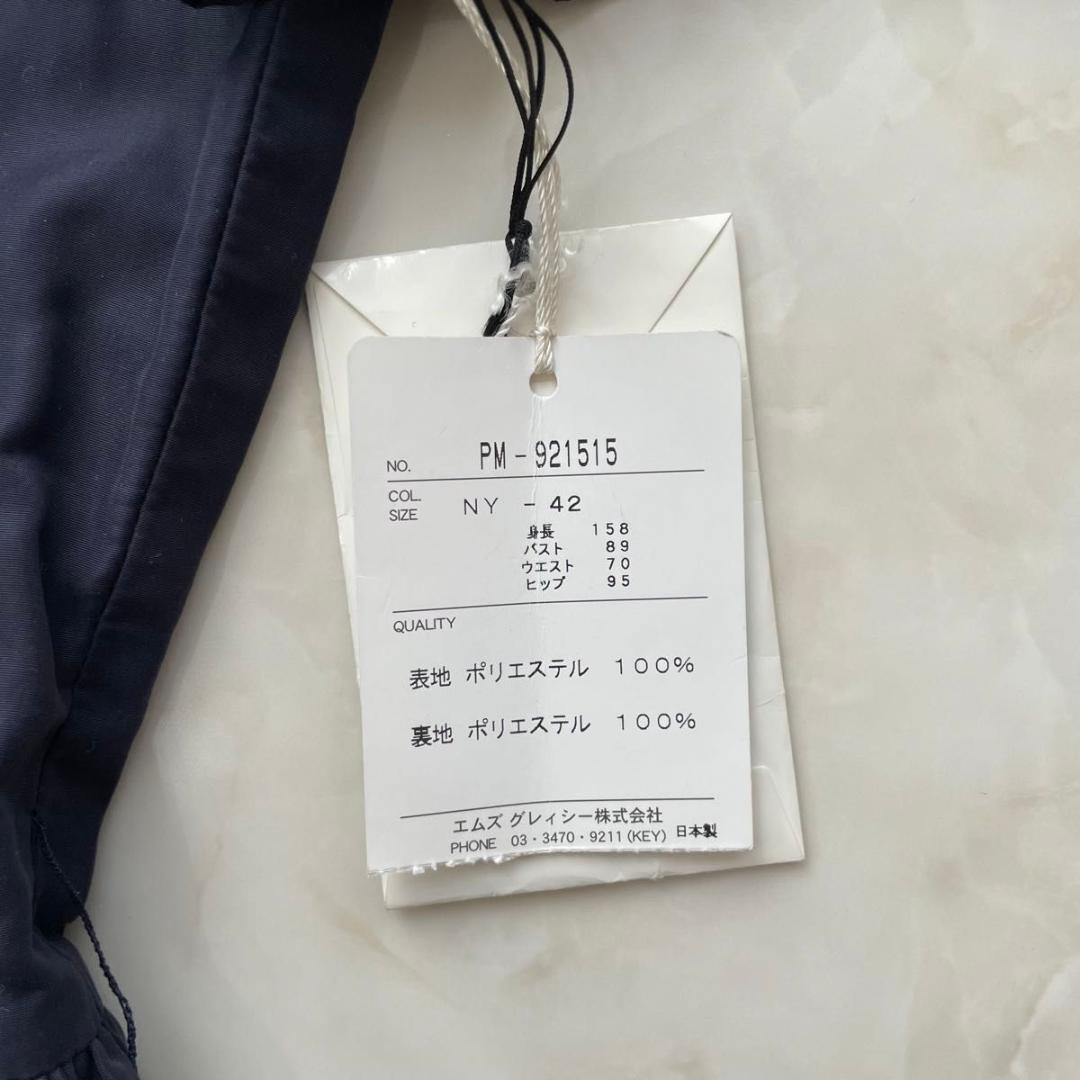 NO. PM-921515
COL.
SIZE NY -42
身長 158
バスト 89
ウエスト 70
ヒップ 95
QUALITY
表地 ポリエステル 100%
裏地 ポリエステル 100%
エムズ グレィシー株式会社
PHONE 03・3470・9211(KEY) 日本製